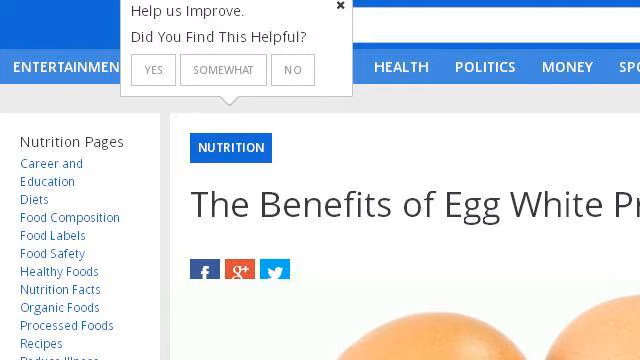 Help us Improve.
Did You Find This Helpful?
YES SOMEWHAT NO
HEALTH POLITICS MONEY
Nutrition Pages
Career and
Education
Diets
Food Composition
Food Labels
Food Safety
Healthy Foods
Nutrition Facts
Organic Foods
Processed Foods
Recipes
NUTRITION
The Benefits of Egg White